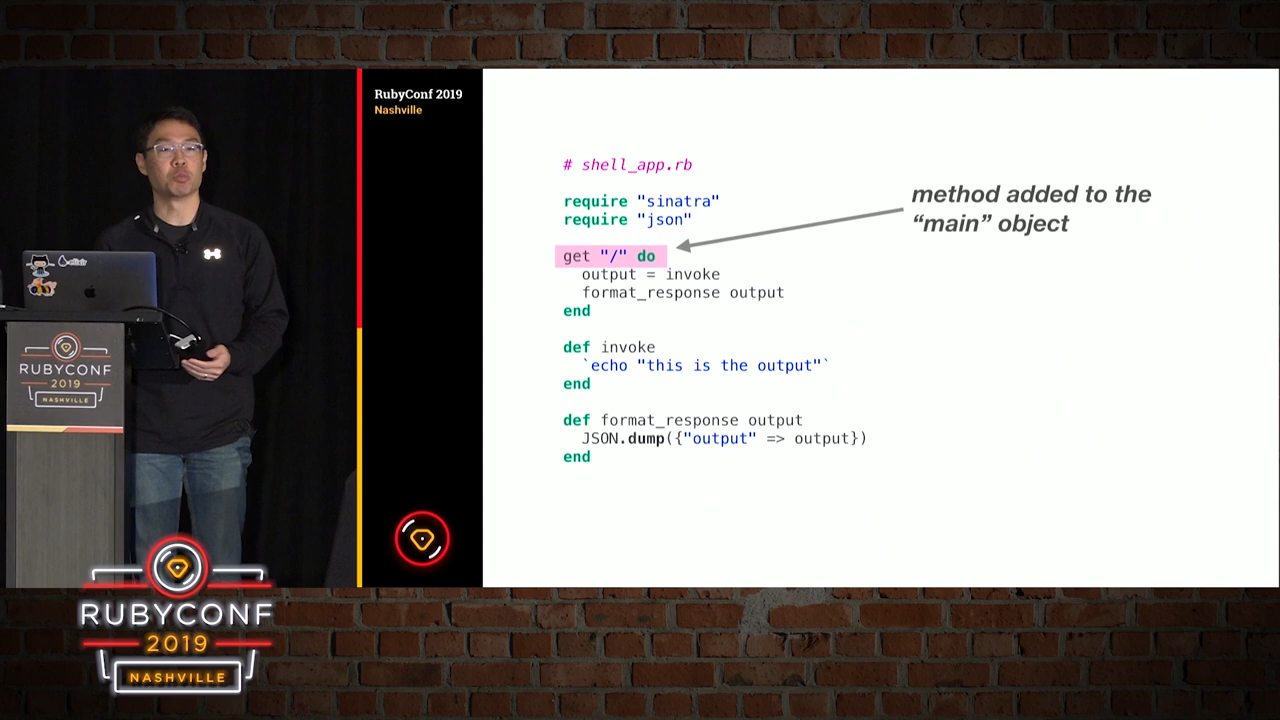 RubyConf 2019
Nashville
# shell_app.rb
require "sinatra"
require "json"
get "/" do
output = invoke
format_response output
end
def invoke
`echo "this is the output"`
end
def format_response output
JSON.dump({"output" => output})
end
method added to the
“main” object
elixir
RUBYCONF
2019
NASHVILLE
RUBYCONF
2019
NASHVILLE